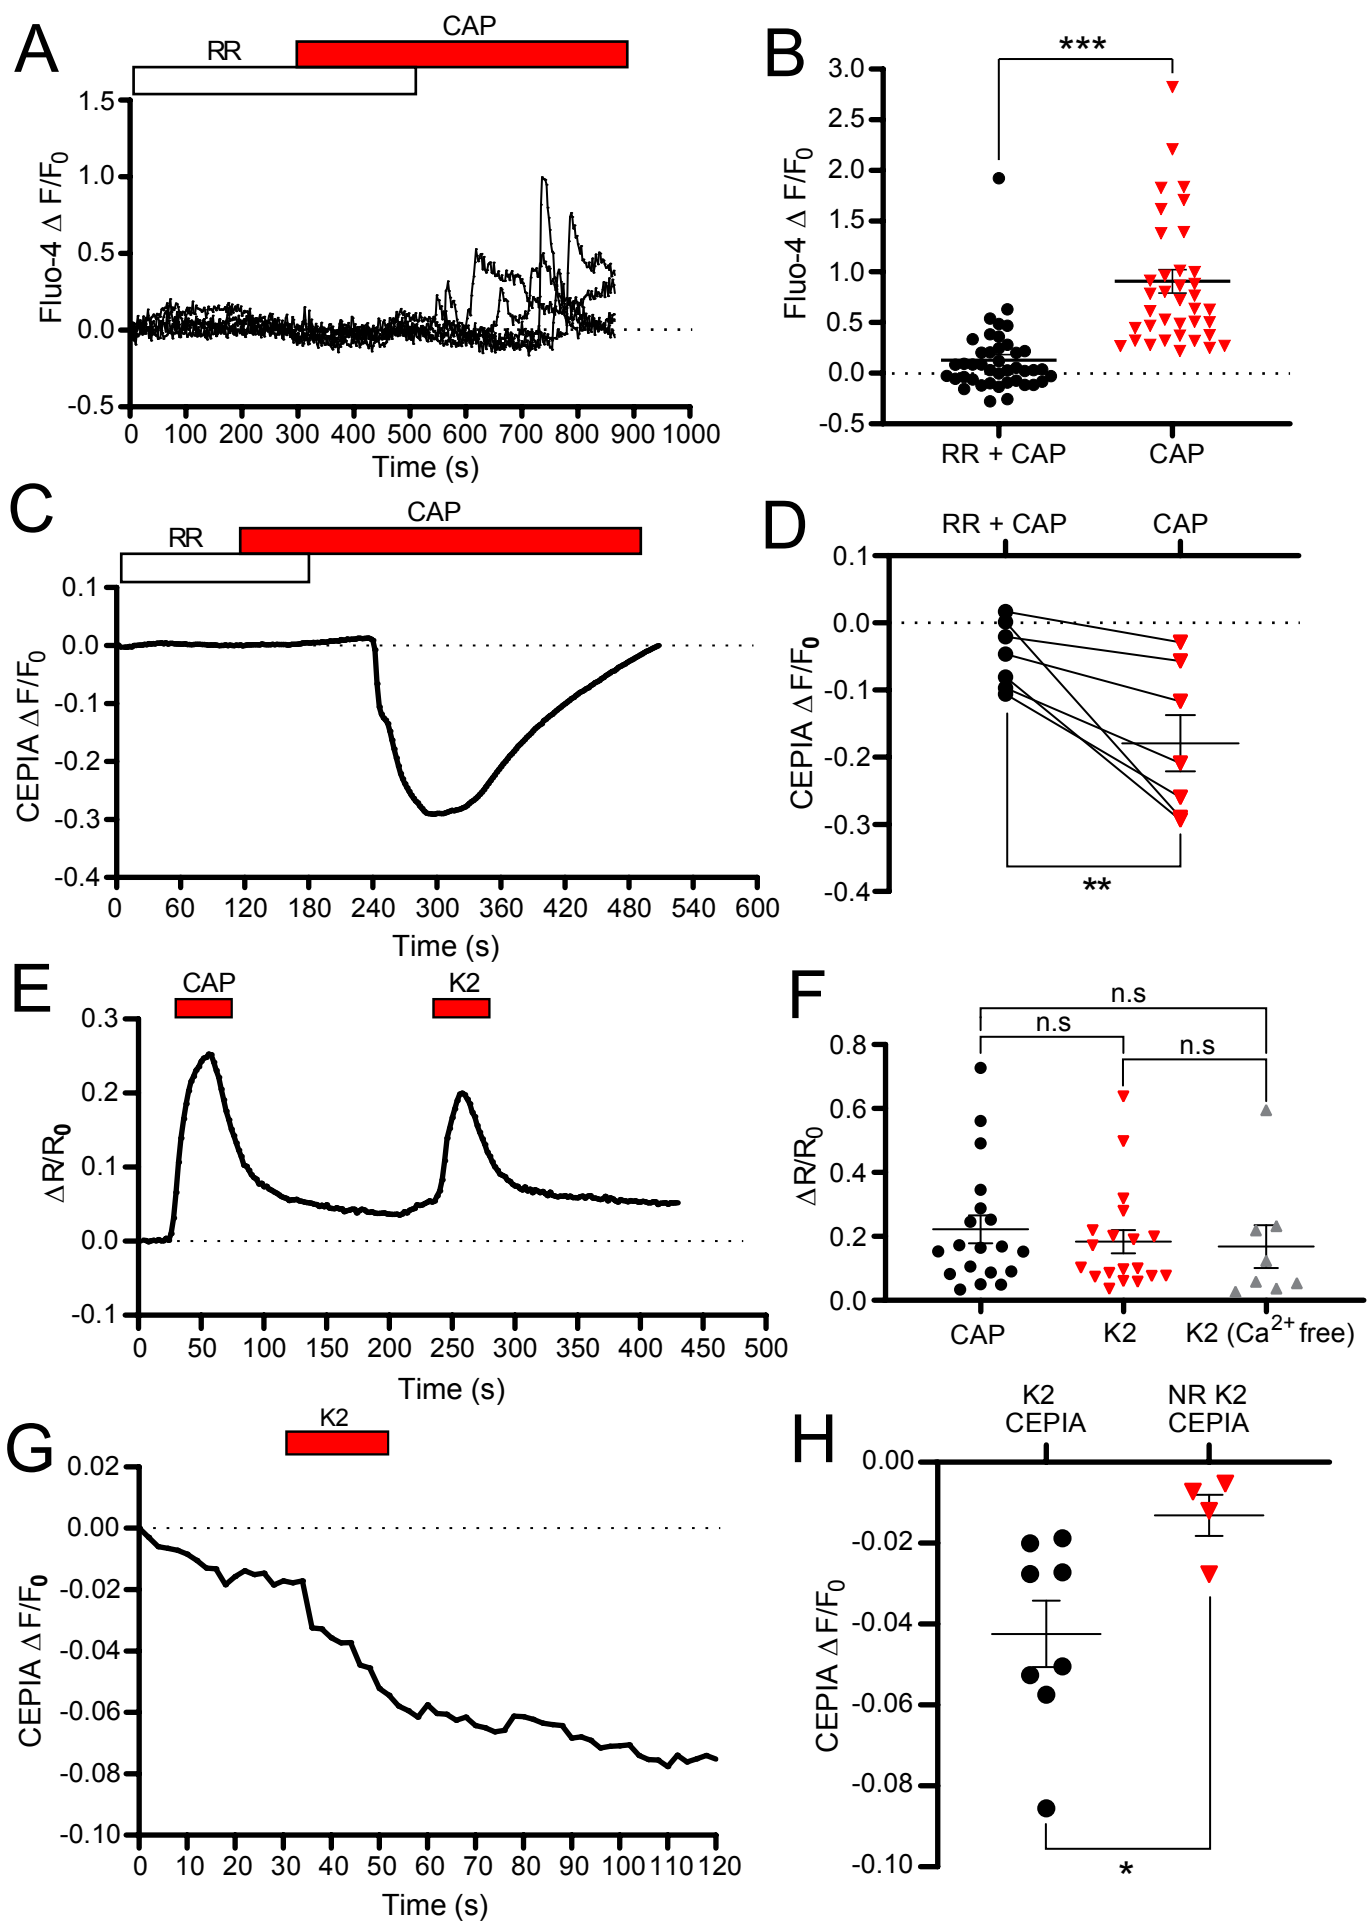 A
RR
CAP
Fluo-4 Δ F/F0
1.5
1.0
0.5
0.0
-0.5
0 100 200 300 400 500 600 700 800 900 1000
Time (s)
B
***
Fluo-4 Δ F/F0
3.0
2.5
2.0
1.5
1.0
0.5
0.0
-0.5
RR + CAP CAP
C
RR
CAP
CEPIA ΔF/F0
0.1
0.0
-0.1
-0.2
-0.3
-0.4
0 60 120 180 240 300 360 420 480 540 600
Time (s)
D
RR + CAP CAP
CEPIA ΔF/F0
0.1
0.0
-0.1
-0.2
-0.3
-0.4
**
E
CAP
K2
ΔR/R0
0.3
0.2
0.1
0.0
-0.1
0 50 100 150 200 250 300 350 400 450 500
Time (s)
F
n.s
n.s
n.s
ΔR/R0
0.8
0.6
0.4
0.2
0.0
CAP K2 K2 (Ca2+ free)
G
K2
CEPIA ΔF/F0
0.02
0.00
-0.02
-0.04
-0.06
-0.08
-0.10
0 10 20 30 40 50 60 70 80 90 100 110 120
Time (s)
H
K2 CEPIA
NR K2 CEPIA
CEPIA ΔF/F0
0.00
-0.02
-0.04
-0.06
-0.08
-0.10
*